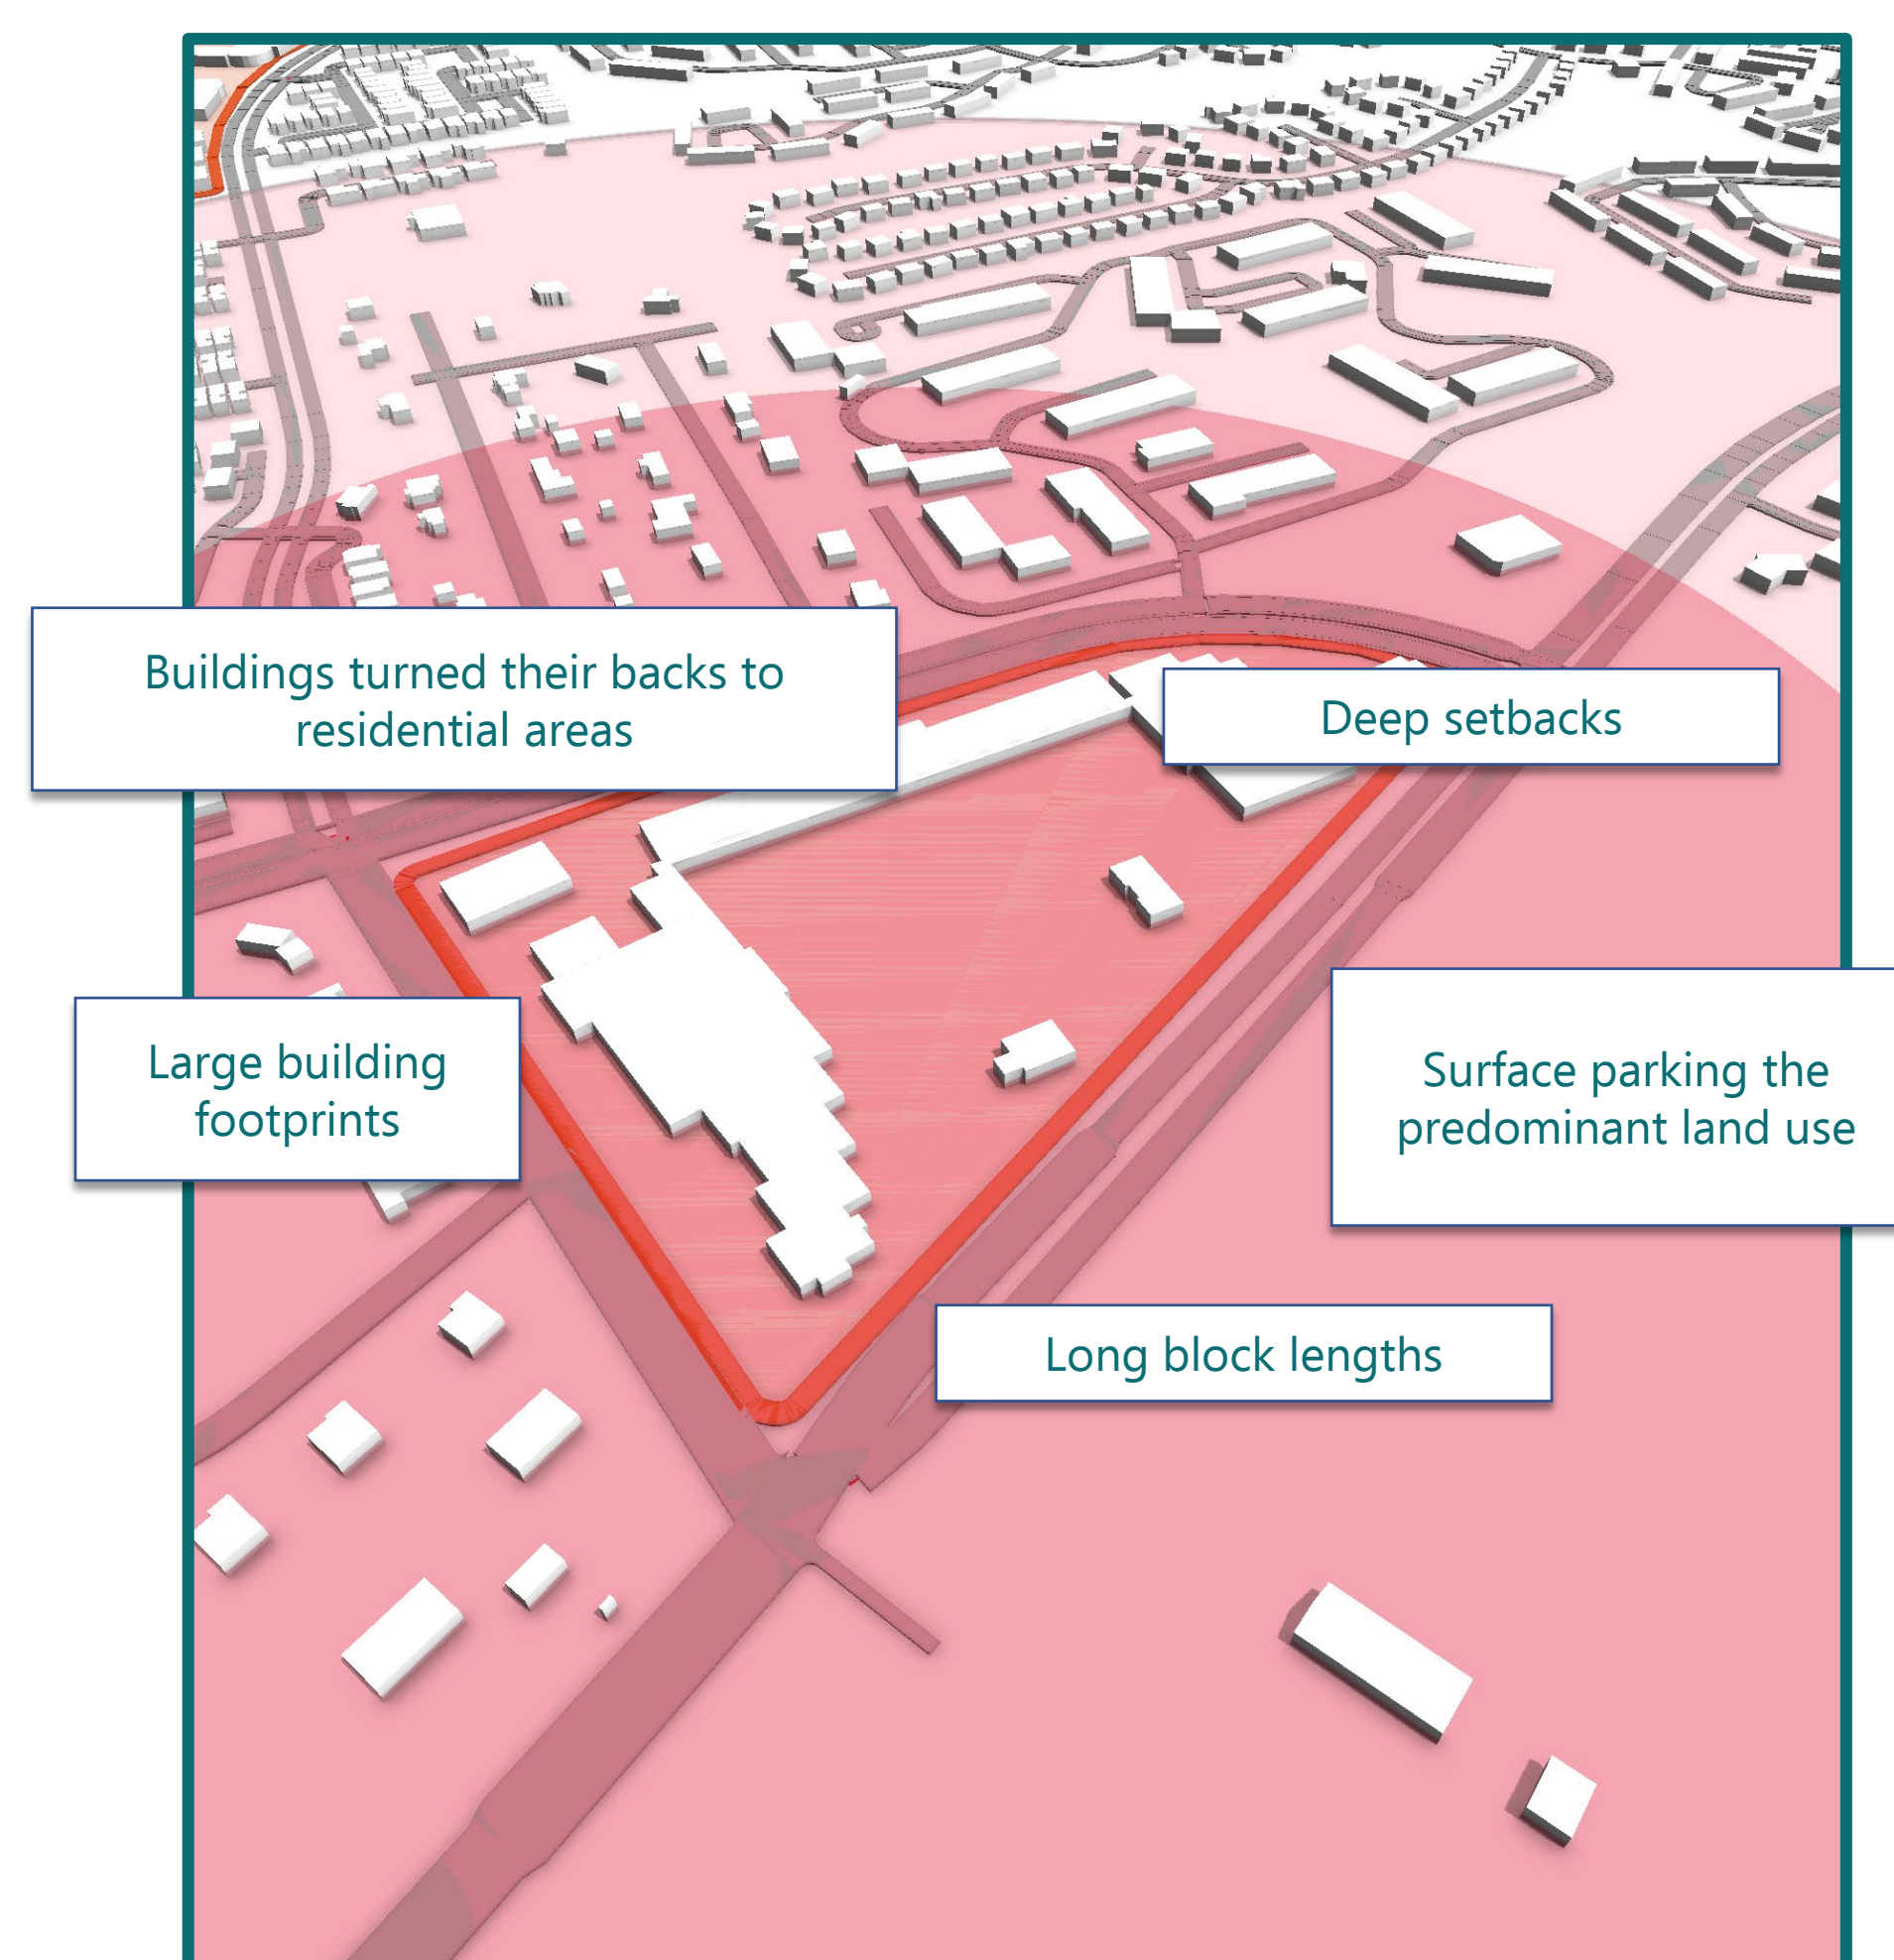 Buildings turned their backs to
residential areas
Deep setbacks
Large building
footprints
Surface parking the
predominant land use
Long block lengths